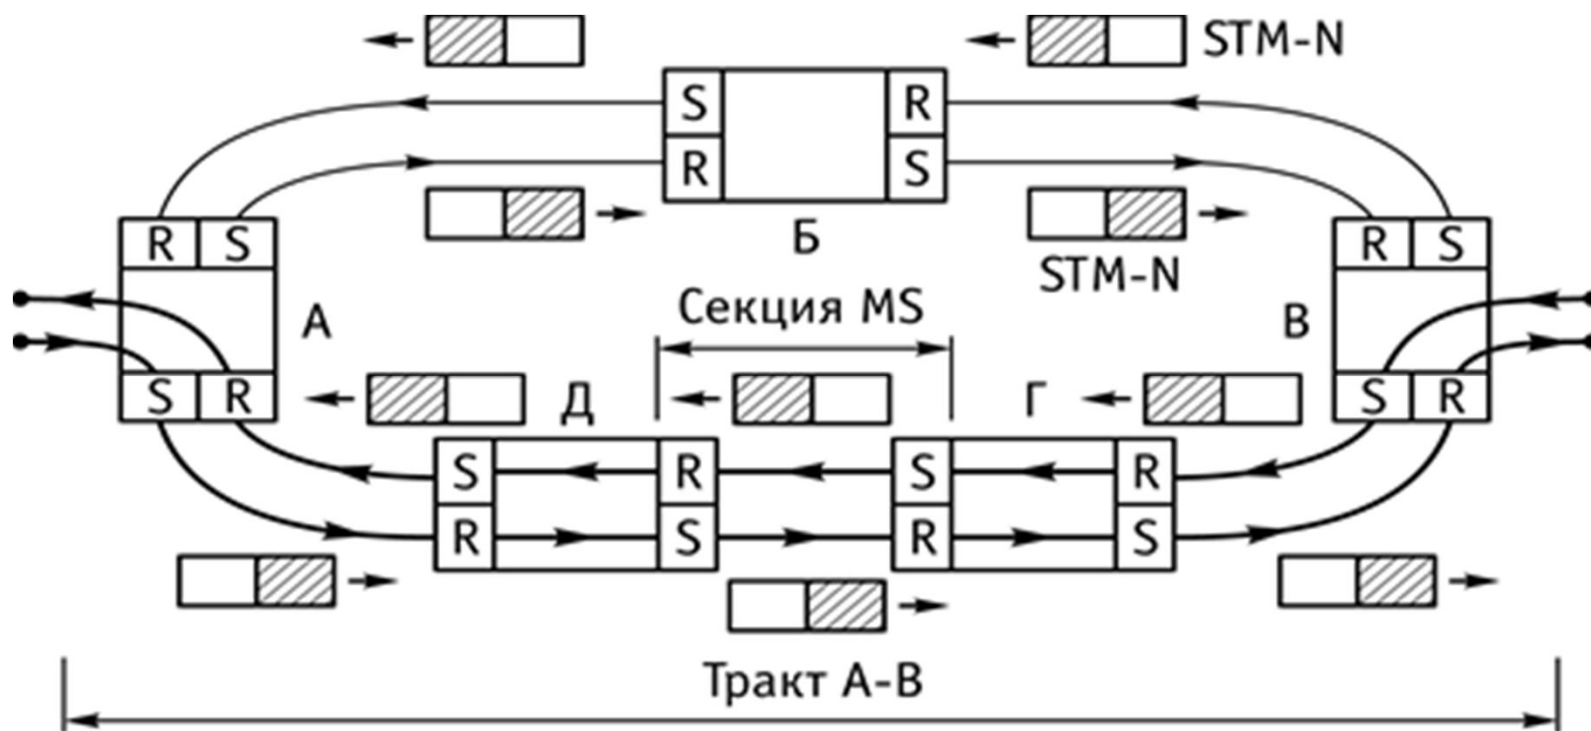 STM-N
S R
R S
Б
R S
R S
STM-N
Секция MS
А
В
S R
S R
Д
Г
S R S R
R S R S
Тракт А-В